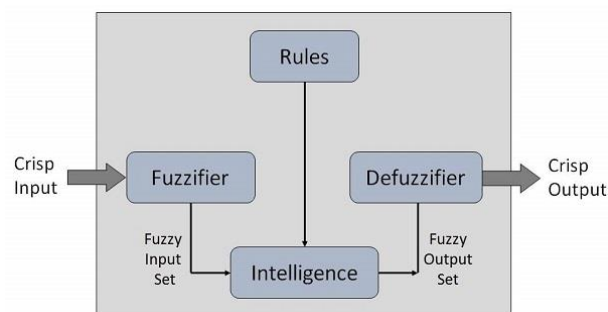 Rules
Crisp
Input
Fuzzifier
Defuzzifier
Crisp
Output
Fuzzy
Input
Set
Intelligence
Fuzzy
Output
Set